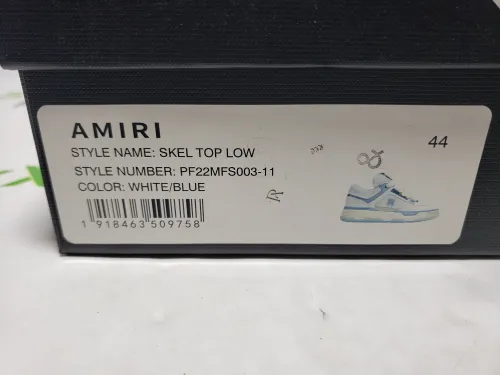 AMIRI
STYLE NAME: SKEL TOP LOW
STYLE NUMBER: PF22MFS003-11
COLOR: WHITE/BLUE
1 918463 509758
44